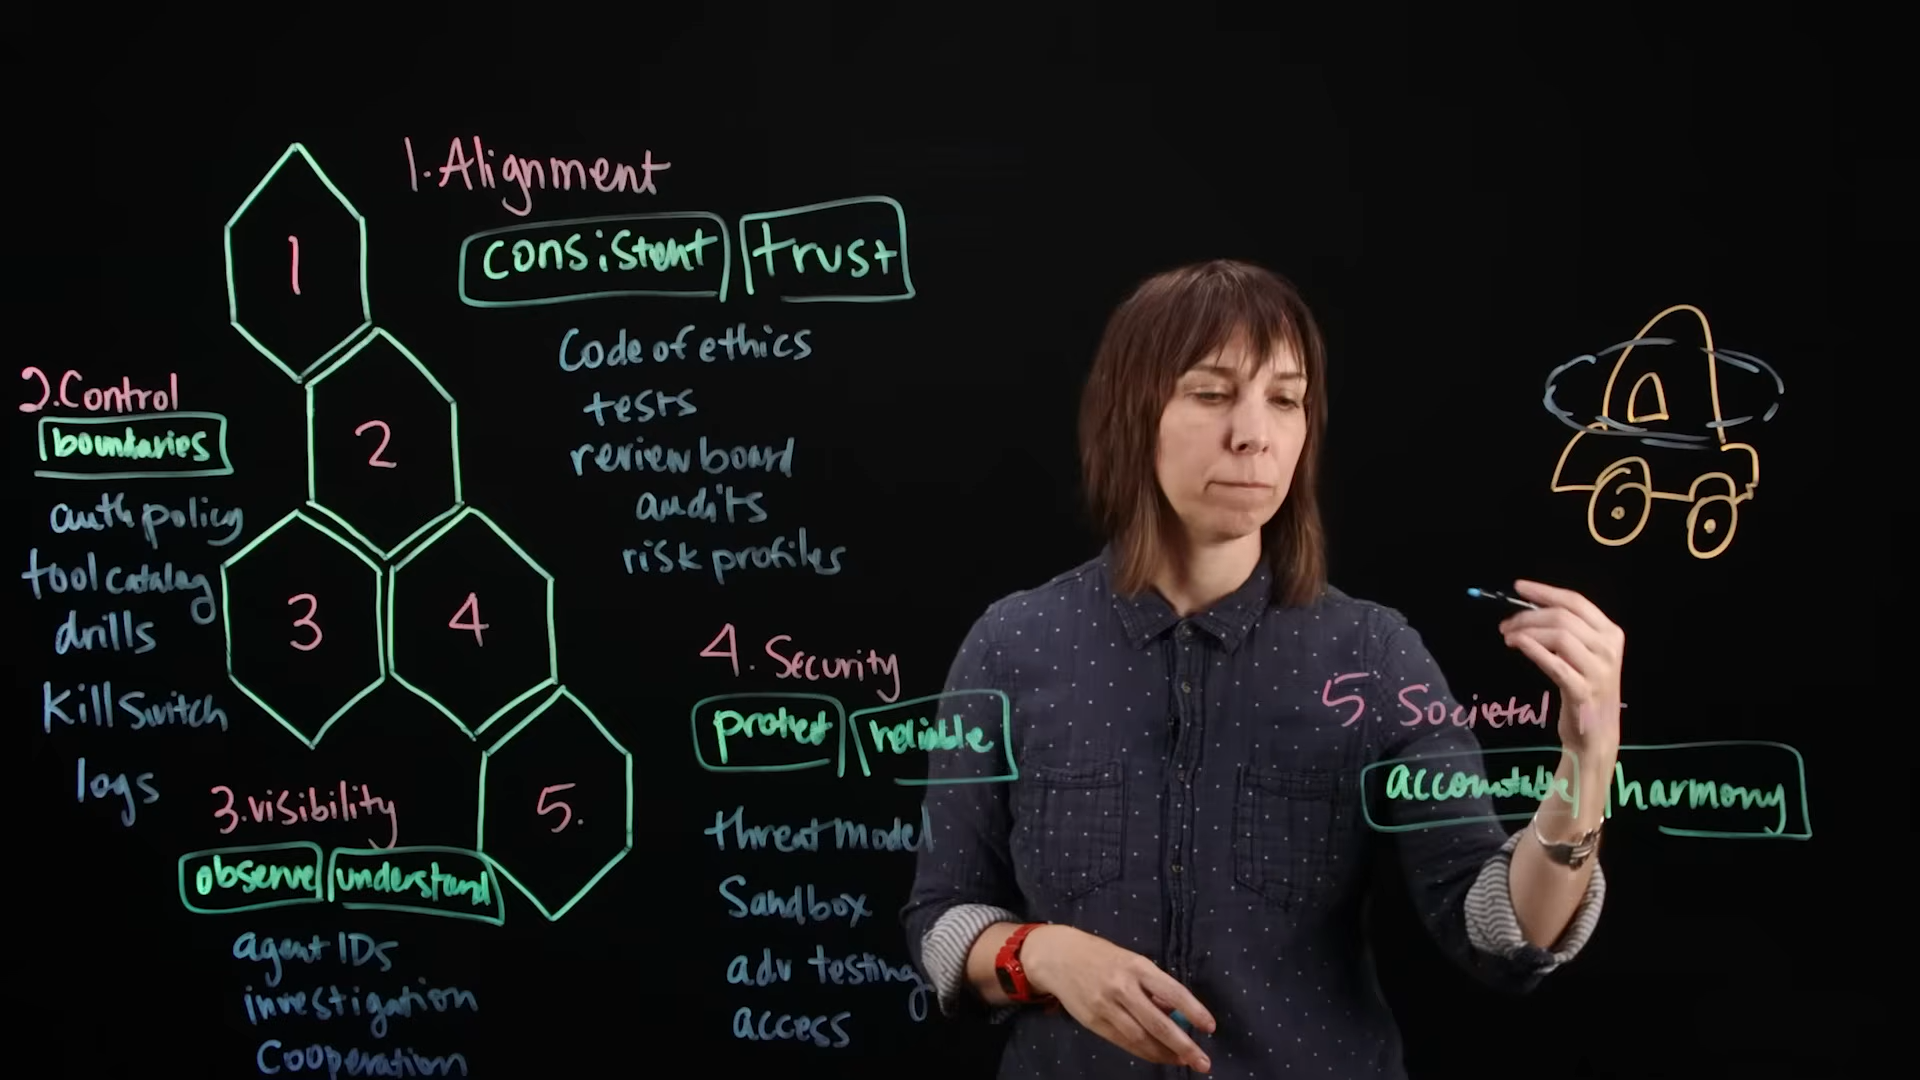 1
2
3
4
5.
1. Alignment
consistent trust
Code of ethics
tests
review board
audits
risk profiles
2. Control
boundaries
auth policy
tool catalog
drills
Kill Switch
logs
3. visibility
observe understand
agent IDs
investigation
Cooperation
4. Security
protect reliable
threat model
Sandbox
adv testing
access
5. Societal
accountable harmony